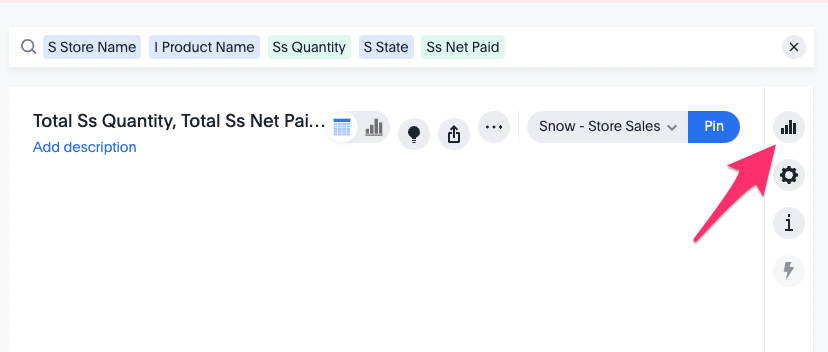 S Store Name I Product Name Ss Quantity S State Ss Net Paid
Total Ss Quantity, Total Ss Net Pai... Snow - Store Sales Pin
Add description